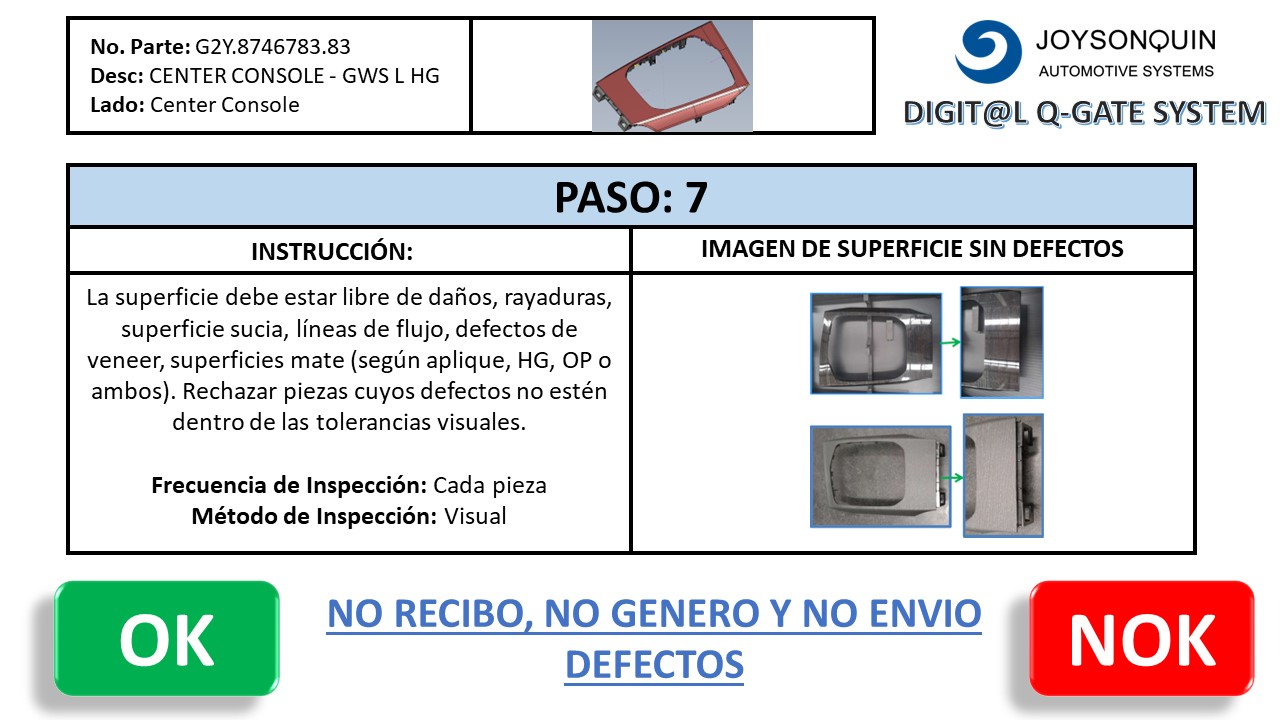 No. Parte: G2Y.8746783.83
Desc: CENTER CONSOLE - GWS L HG
Lado: Center Console
JOYSONQUIN
AUTOMOTIVE SYSTEMS
DIGIT@L Q-GATE SYSTEM
PASO: 7
INSTRUCCIÓN:
IMAGEN DE SUPERFICIE SIN DEFECTOS
La superficie debe estar libre de daños, rayaduras,
superficie sucia, líneas de flujo, defectos de
veneer, superficies mate (según aplique, HG, OP o
ambos). Rechazar piezas cuyos defectos no estén
dentro de las tolerancias visuales.
Frecuencia de Inspección: Cada pieza
Método de Inspección: Visual
OK
NO RECIBO, NO GENERO Y NO ENVIO
DEFECTOS
NOK